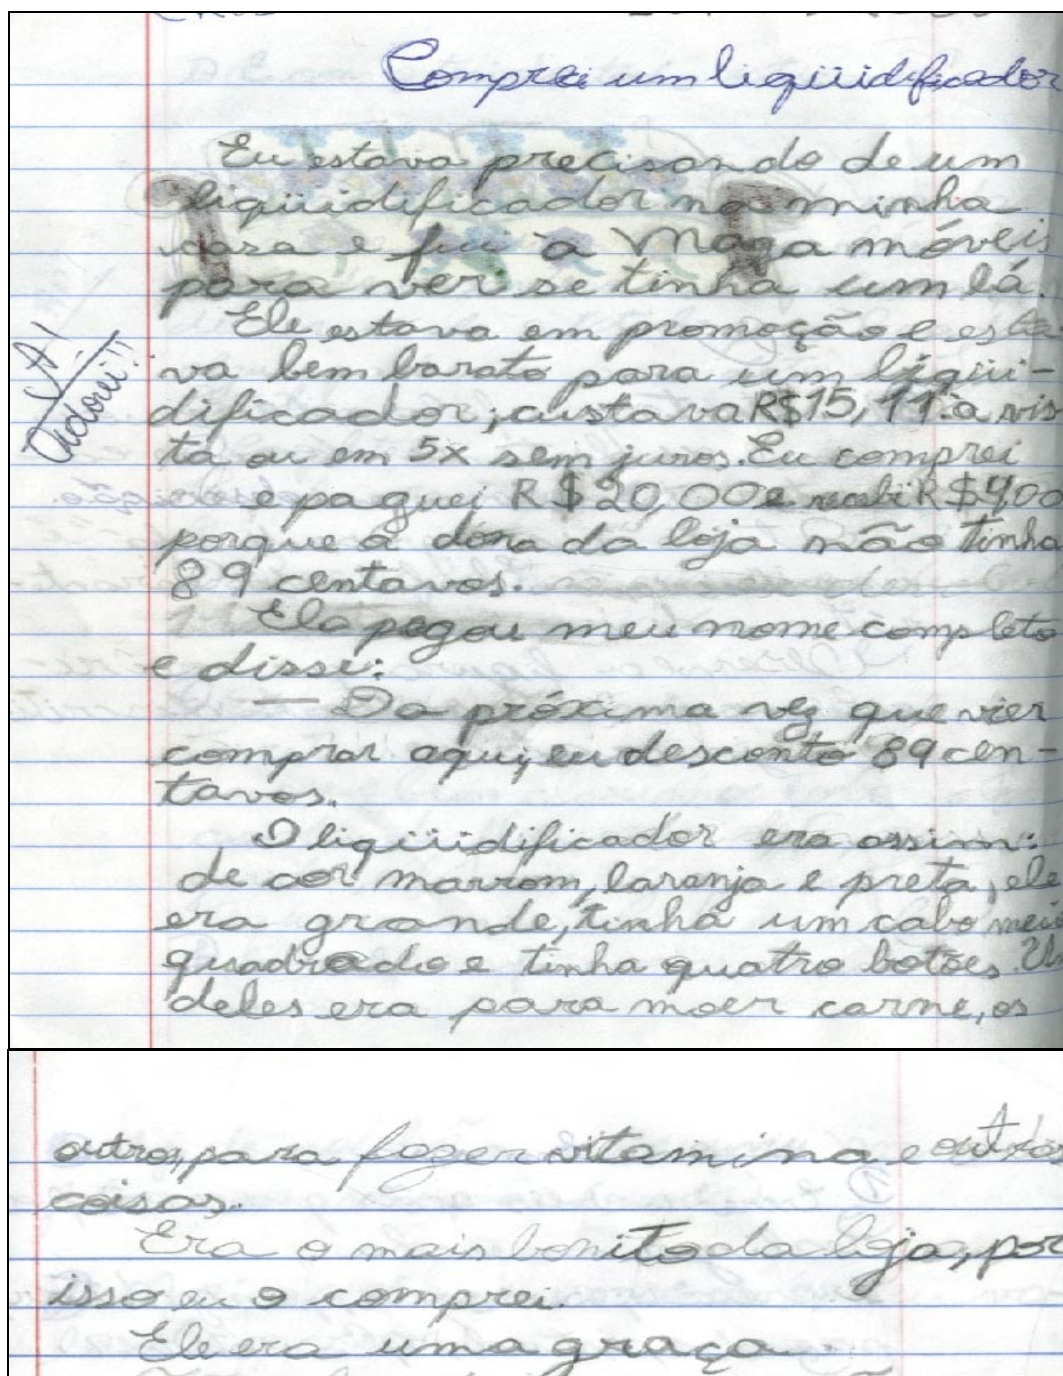 Comprei um liqüidificador
Eu estava precisando de um
liqüidificador na minha
casa e fui a Maga móveis
para ver se tinha um lá.
Ele estava em promoção e esta
va bem barato para um liqüi-
dificador; custava R$15,11 à vis
ta ou em 5x sem juros. Eu comprei
e paguei R$20,00 e recebi R$4,00
porque a dona da loja não tinha
89 centavos.
Ela pegou meu nome completo
e disse:
— Da próxima vez que vier
comprar aqui, eu desconto 89 cen-
tavos.
O liqüidificador era assim:
de cor marrom, laranja e preta, ele
era grande, tinha um cabo meio
quadrado e tinha quatro botões. Um
deles era para moer carne, os
outros, para fazer vitamina e outras
coisas.
Era o mais bonito da loja, por
isso eu o comprei.
Ele era uma graça.
A!
Adorei!!